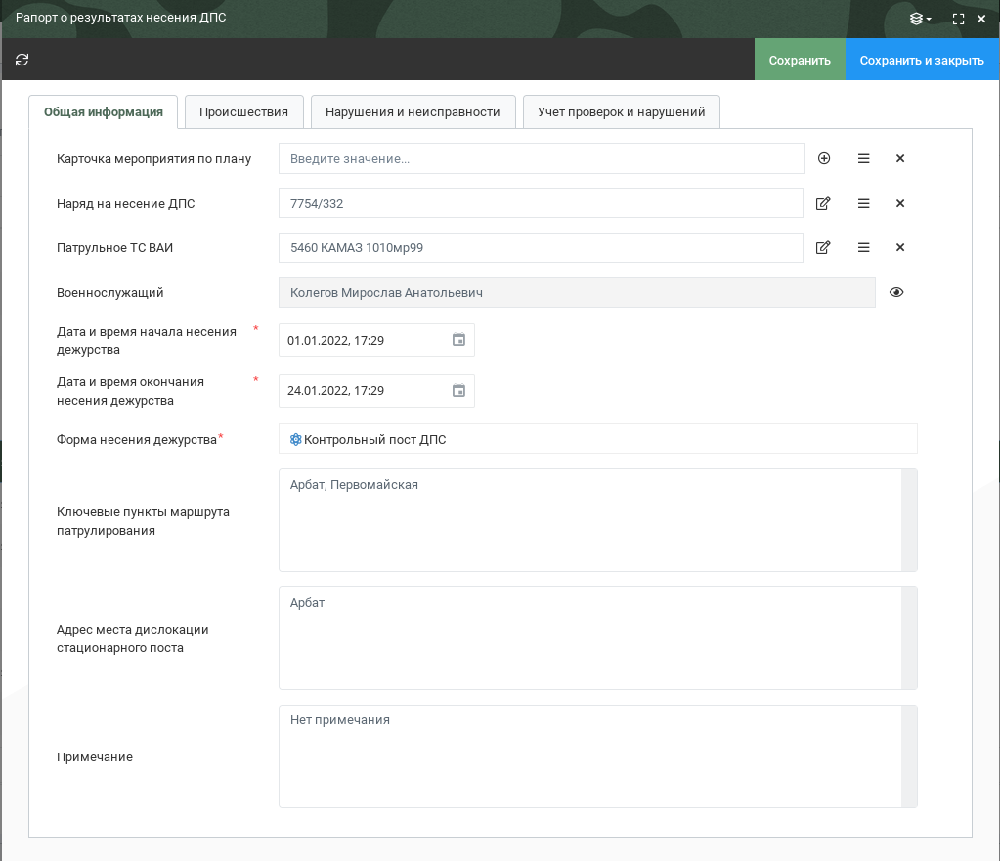 Рапорт о результатах несения ДПС
Сохранить
Сохранить и закрыть
Общая информация
Происшествия
Нарушения и неисправности
Учет проверок и нарушений
Карточка мероприятия по плану
Введите значение...
Наряд на несение ДПС
7754/332
Патрульное ТС ВАИ
5460 КАМАЗ 1010мр99
Военнослужащий
Колегов Мирослав Анатольевич
Дата и время начала несения *
дежурства
01.01.2022, 17:29
Дата и время окончания *
несения дежурства
24.01.2022, 17:29
Форма несения дежурства*
Контрольный пост ДПС
Ключевые пункты маршрута
патрулирования
Арбат, Первомайская
Адрес места дислокации
стационарного поста
Арбат
Примечание
Нет примечания